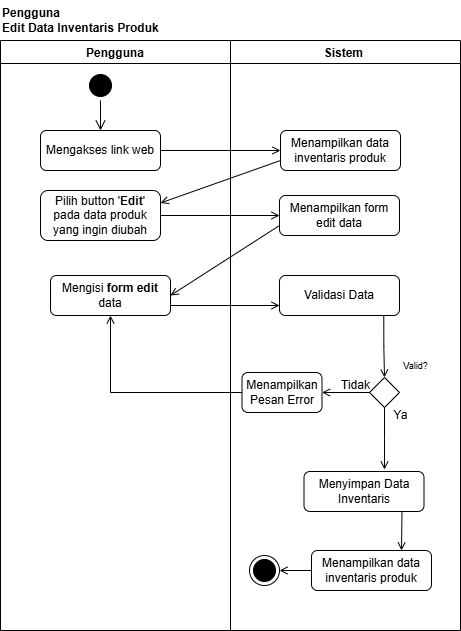 Pengguna
Edit Data Inventaris Produk
Pengguna
Sistem
Mengakses link web
Menampilkan data
inventaris produk
Pilih button 'Edit'
pada data produk
yang ingin diubah
Menampilkan form
edit data
Mengisi form edit
data
Validasi Data
Valid?
Tidak
Menampilkan
Pesan Error
Ya
Menyimpan Data
Inventaris
Menampilkan data
inventaris produk